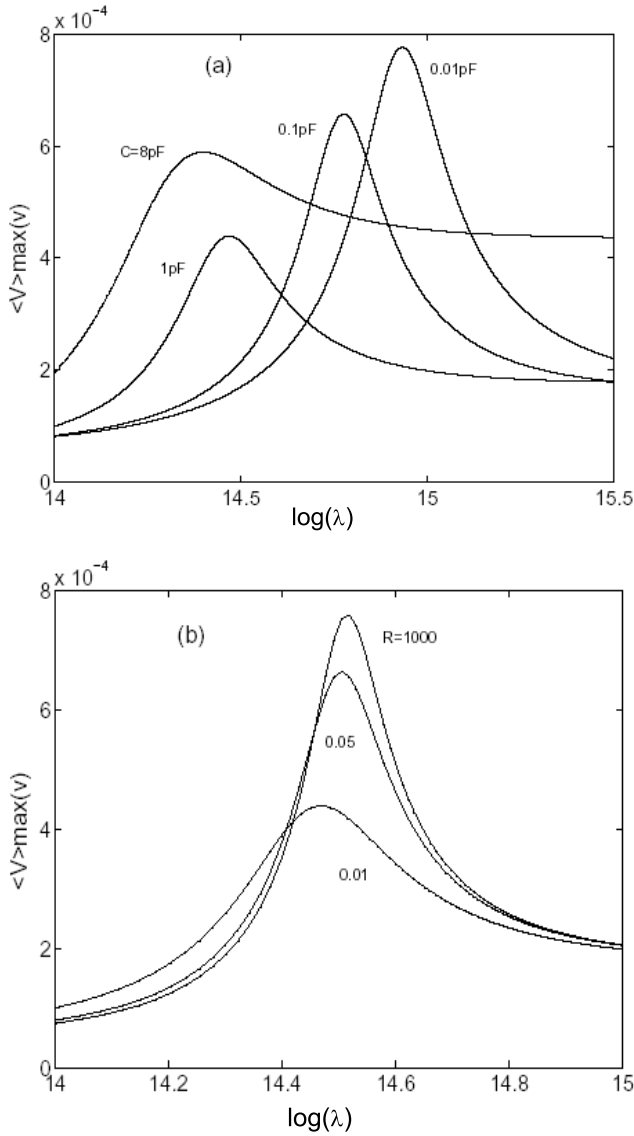 x 10⁻⁴
8
(a)
0.01pF
0.1pF
C=8pF
6
<V>max(v)
4
1pF
2
0
14
14.5
15
15.5
log(λ)
x 10⁻⁴
8
(b)
R=1000
6
0.05
<V>max(v)
4
0.01
2
0
14
14.2
14.4
14.6
14.8
15
log(λ)